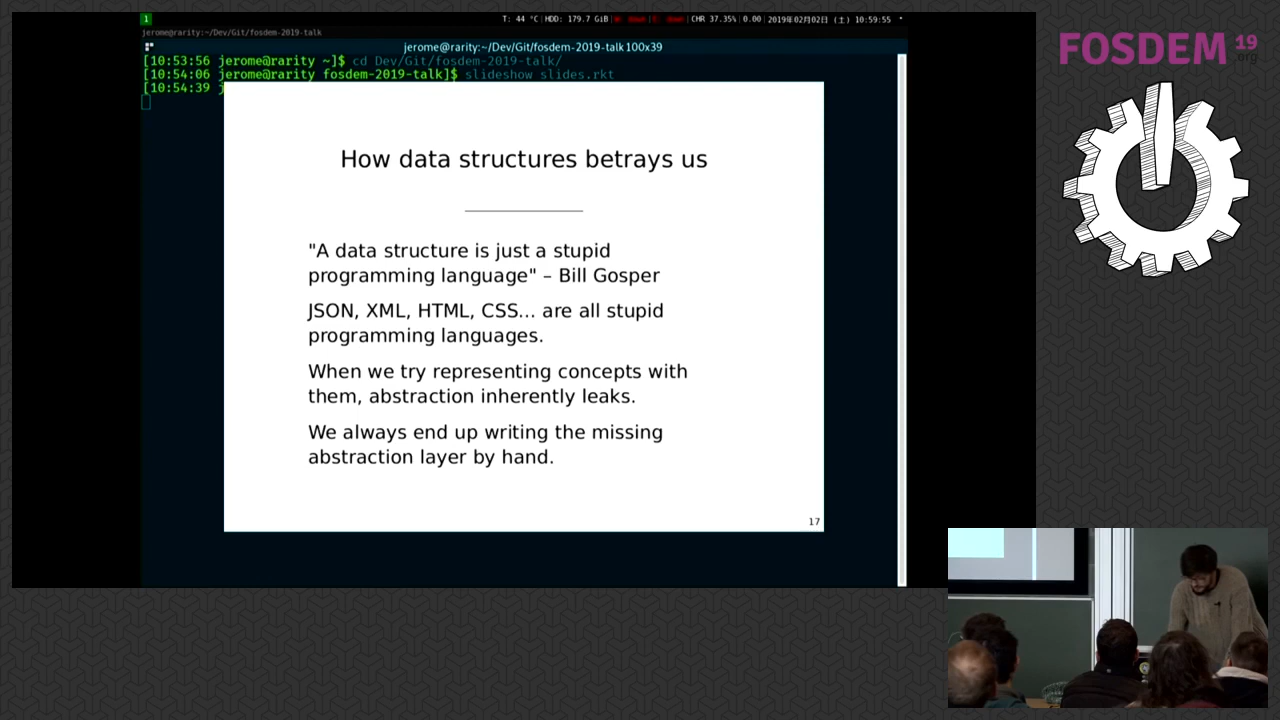 1
T: 44 °C|HDD: 179.7 GiB|W: down|E: down|CHR 37.35%|0.00|2019年02月02日 (土) 10:59:55
jerome@rarity:~/Dev/Git/fosdem-2019-talk
jerome@rarity:~/Dev/Git/fosdem-2019-talk 100x39
[10:53:56 jerome@rarity ~]$ cd Dev/Git/fosdem-2019-talk/
[10:54:06 jerome@rarity fosdem-2019-talk]$ slideshow slides.rkt
[10:54:39 j
How data structures betrays us
"A data structure is just a stupid
programming language" – Bill Gosper
JSON, XML, HTML, CSS... are all stupid
programming languages.
When we try representing concepts with
them, abstraction inherently leaks.
We always end up writing the missing
abstraction layer by hand.
17
FOSDEM 19
.org